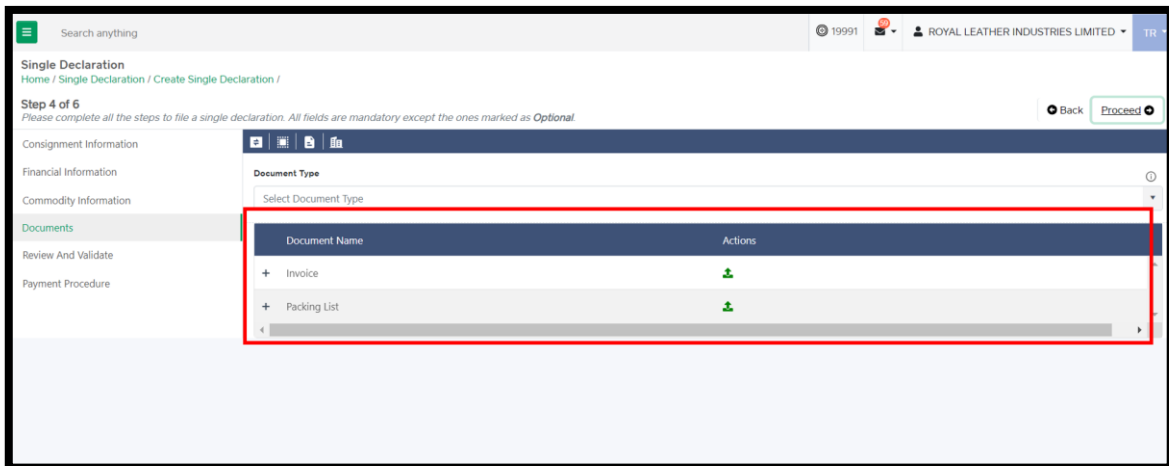 Search anything
19991
59
ROYAL LEATHER INDUSTRIES LIMITED
TR
Single Declaration
Home / Single Declaration / Create Single Declaration /
Step 4 of 6
Please complete all the steps to file a single declaration. All fields are mandatory except the ones marked as Optional.
Back
Proceed
Consignment Information
Financial Information
Commodity Information
Documents
Review And Validate
Payment Procedure
Document Type
Select Document Type
Document Name Actions
+ Invoice
+ Packing List